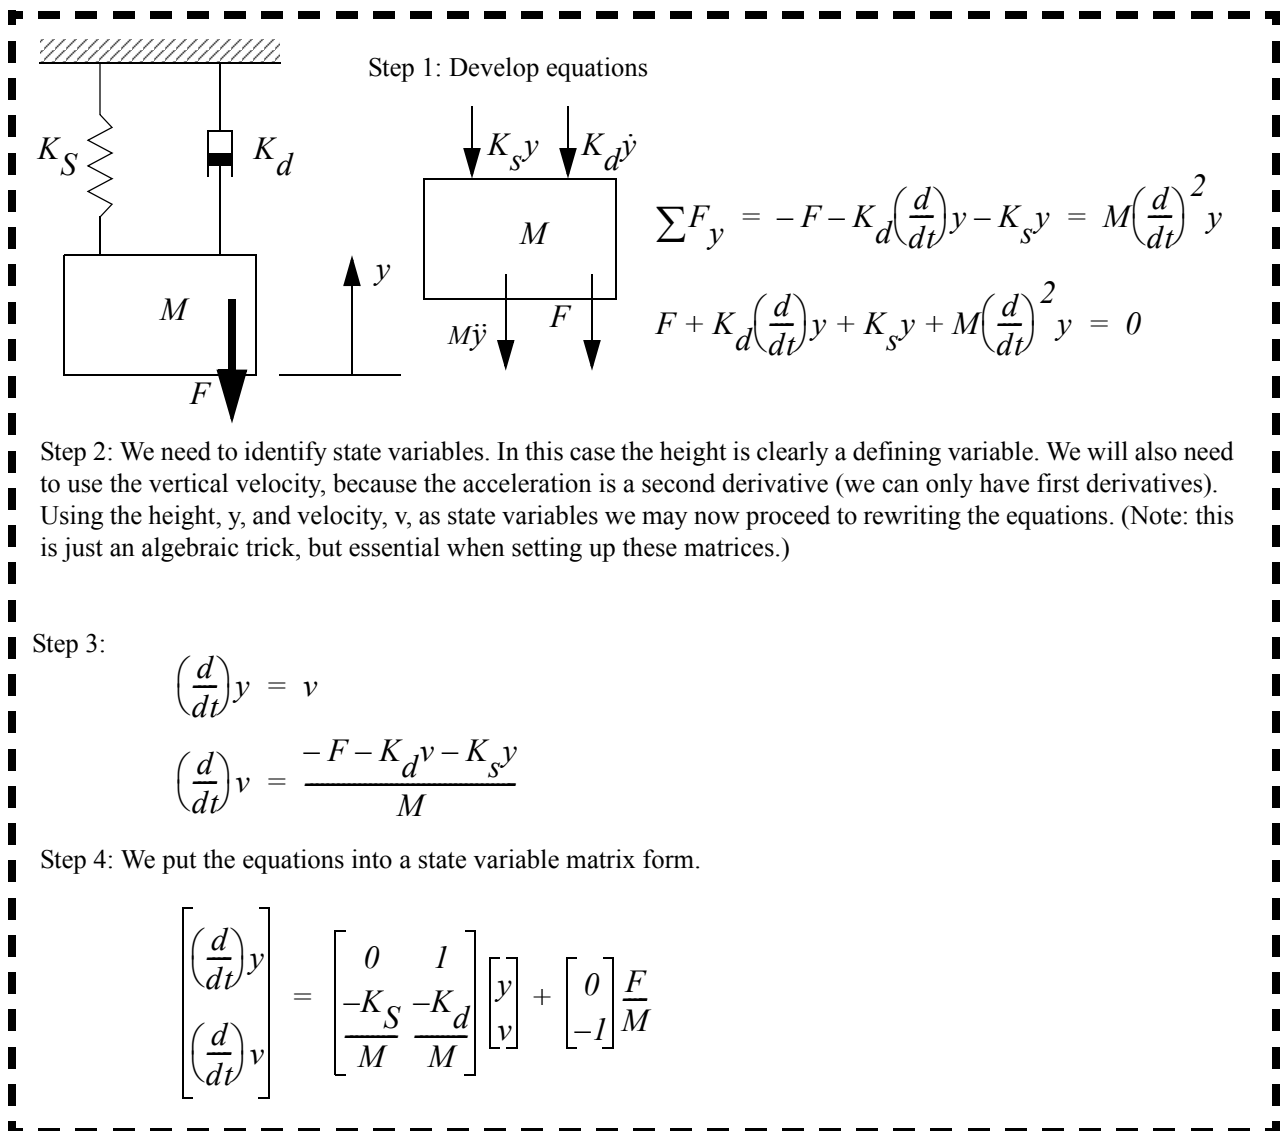 Step 1: Develop equations
K_S
K_d
M
F
y
K_s y
K_d ẏ
M
Mÿ
F
∑F_y = – F – K_d(d/dt)y – K_s y = M(d/dt)^2 y
F + K_d(d/dt)y + K_s y + M(d/dt)^2 y = 0
Step 2: We need to identify state variables. In this case the height is clearly a defining variable. We will also need
to use the vertical velocity, because the acceleration is a second derivative (we can only have first derivatives).
Using the height, y, and velocity, v, as state variables we may now proceed to rewriting the equations. (Note: this
is just an algebraic trick, but essential when setting up these matrices.)
Step 3:
(d/dt)y = v
(d/dt)v = (– F – K_d v – K_s y)/M
Step 4: We put the equations into a state variable matrix form.
[(d/dt)y; (d/dt)v] = [0 1; –K_S/M –K_d/M] [y; v] + [0; –1] F/M